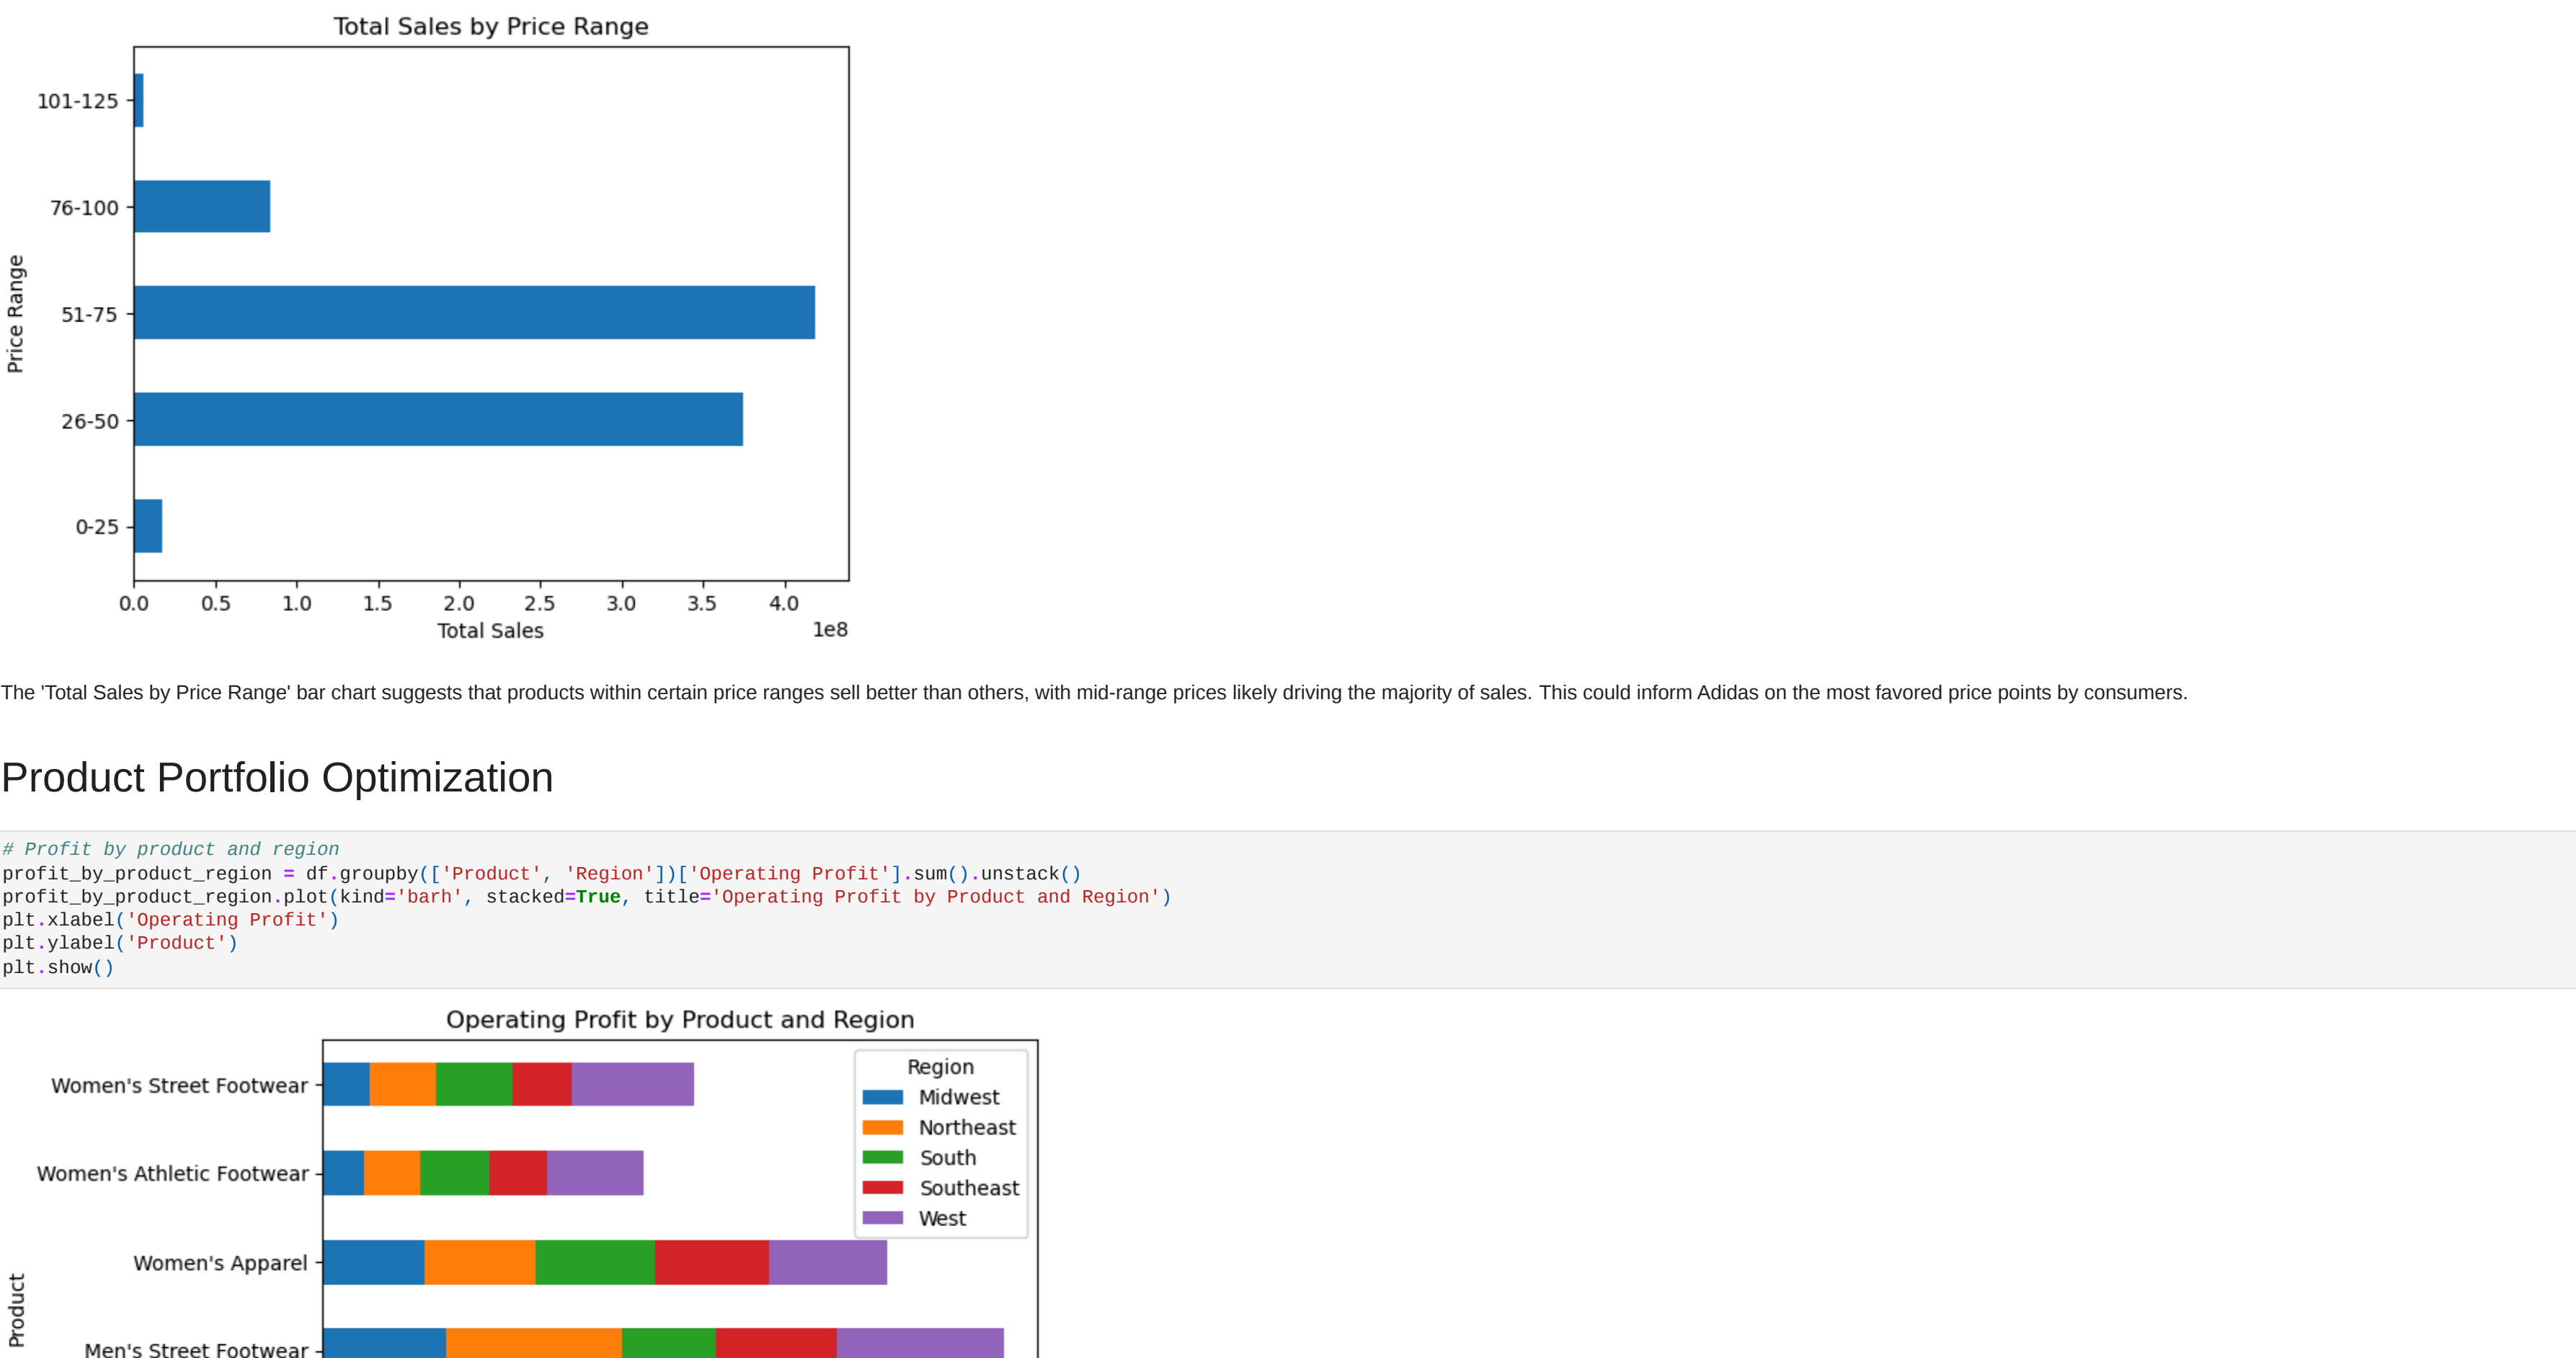 Total Sales by Price Range
101-125
76-100
51-75
26-50
0-25
Price Range
0.0 0.5 1.0 1.5 2.0 2.5 3.0 3.5 4.0
Total Sales
1e8
The 'Total Sales by Price Range' bar chart suggests that products within certain price ranges sell better than others, with mid-range prices likely driving the majority of sales. This could inform Adidas on the most favored price points by consumers.
Product Portfolio Optimization
# Profit by product and region
profit_by_product_region = df.groupby(['Product', 'Region'])['Operating Profit'].sum().unstack()
profit_by_product_region.plot(kind='barh', stacked=True, title='Operating Profit by Product and Region')
plt.xlabel('Operating Profit')
plt.ylabel('Product')
plt.show()
Operating Profit by Product and Region
Women's Street Footwear
Women's Athletic Footwear
Women's Apparel
Men's Street Footwear
Product
Region
Midwest
Northeast
South
Southeast
West